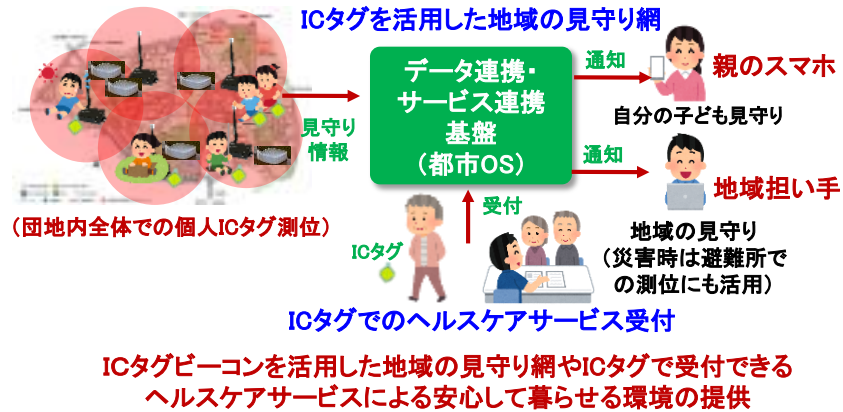 ICタグを活用した地域の見守り網
データ連携・
サービス連携
基盤
（都市OS）
見守り
情報
通知
親のスマホ
自分の子ども見守り
通知
地域担い手
地域の見守り
（災害時は避難所で
の測位にも活用）
（団地内全体での個人ICタグ測位）
受付
ICタグ
ICタグでのヘルスケアサービス受付
ICタグビーコンを活用した地域の見守り網やICタグで受付できる
ヘルスケアサービスによる安心して暮らせる環境の提供